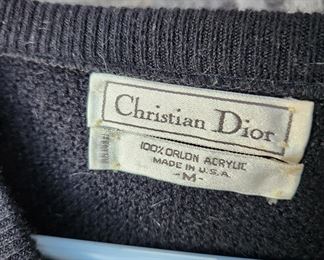 Christian Dior
100% ORLON ACRYLIC
MADE IN U.S.A.
-M-